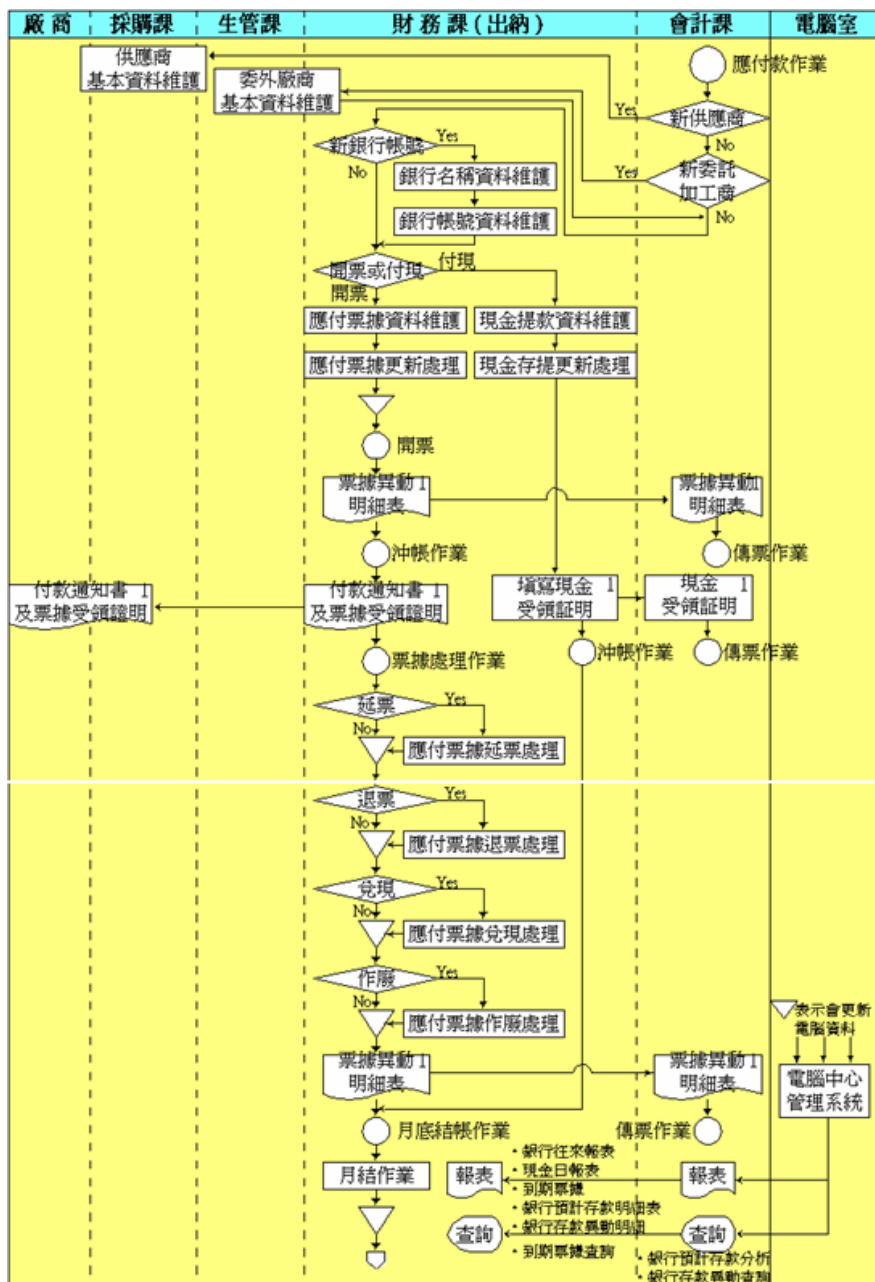 廠 商 採購課 生管課 財 務 課 ( 出 納 ) 會計課 電腦室
供應商
基本資料維護
委外廠商
基本資料維護
應付款作業
Yes
新供應商
No
新銀行帳號
Yes
No
新委託
加工商
Yes
No
銀行名稱資料維護
銀行帳號資料維護
開票或付現
付現
開票
應付票據資料維護
現金提款資料維護
應付票據更新處理
現金存提更新處理
開票
票據異動 1
明細表
票據異動1
明細表
沖帳作業
傳票作業
付款通知書 1
及票據受領證明
付款通知書 1
及票據受領證明
填寫現金 1
受領証明
現金 1
受領証明
票據處理作業
沖帳作業
傳票作業
延票
Yes
No
應付票據延票處理
退票
Yes
No
應付票據退票處理
兌現
Yes
No
應付票據兌現處理
作廢
Yes
No
應付票據作廢處理
表示會更新
電腦資料
票據異動 1
明細表
票據異動 1
明細表
電腦中心
管理系統
月底結帳作業
傳票作業
月結作業
報表
・銀行往來報表
・現金日報表
・到期票據
・銀行預計存款明細表
報表
查詢
・銀行存款異動明細
・到期票據查詢
查詢
・銀行預計存款分析
・銀行存款異動查詢